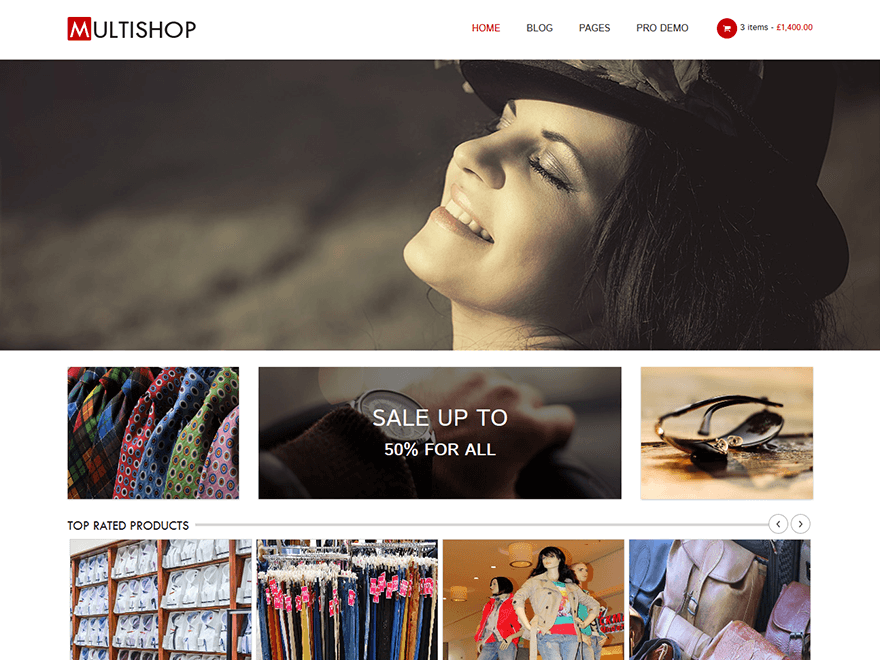 MULTISHOP
HOME BLOG PAGES PRO DEMO 3 items - £1,400.00
SALE UP TO
50% FOR ALL
TOP RATED PRODUCTS